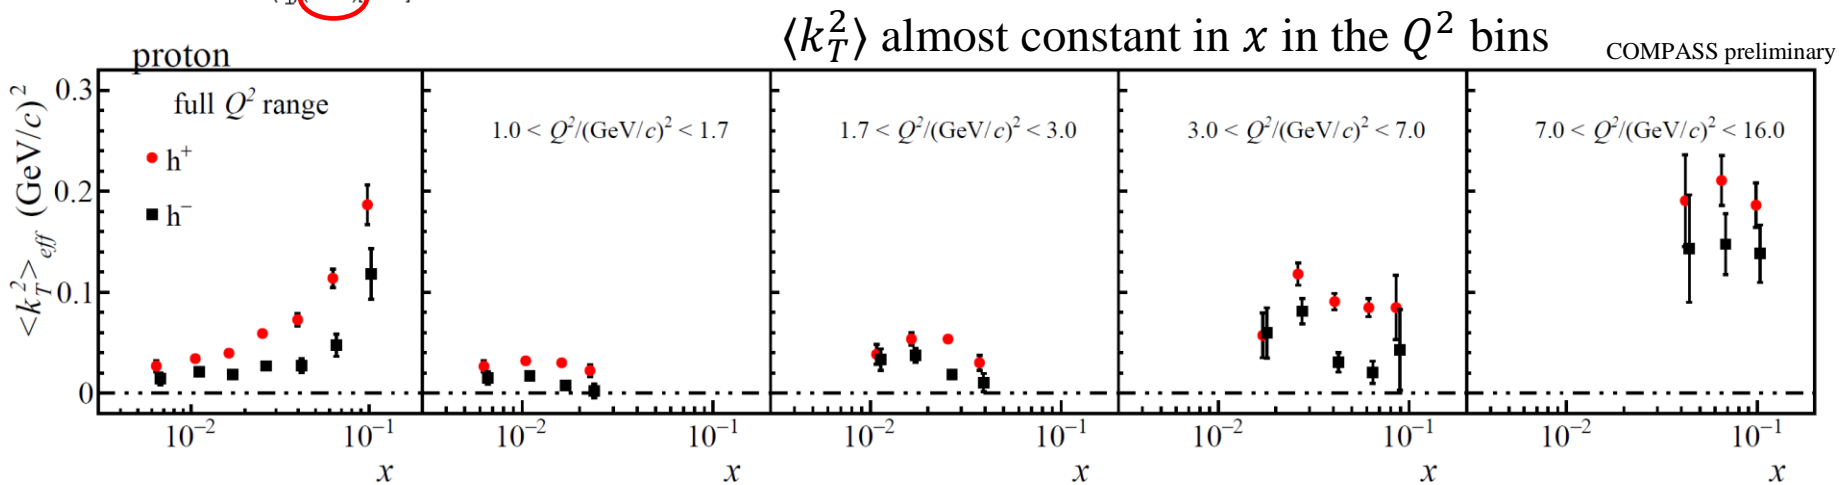 ⟨k_T^2⟩ almost constant in x in the Q^2 bins
COMPASS preliminary
proton
<k_T^2>_eff (GeV/c)^2
0.3
0.2
0.1
0
full Q^2 range
h^+
h^−
1.0 < Q^2/(GeV/c)^2 < 1.7
1.7 < Q^2/(GeV/c)^2 < 3.0
3.0 < Q^2/(GeV/c)^2 < 7.0
7.0 < Q^2/(GeV/c)^2 < 16.0
10^−2 10^−1 10^−2 10^−1 10^−2 10^−1 10^−2 10^−1 10^−2 10^−1
x x x x x